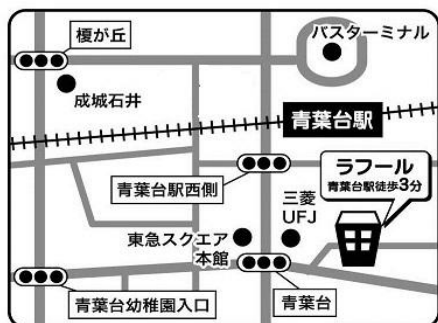 榎が丘
バスターミナル
成城石井
青葉台駅
ラフール
青葉台駅徒歩3分
青葉台駅西側
三菱
UFJ
東急スクエア
本館
青葉台幼稚園入口
青葉台